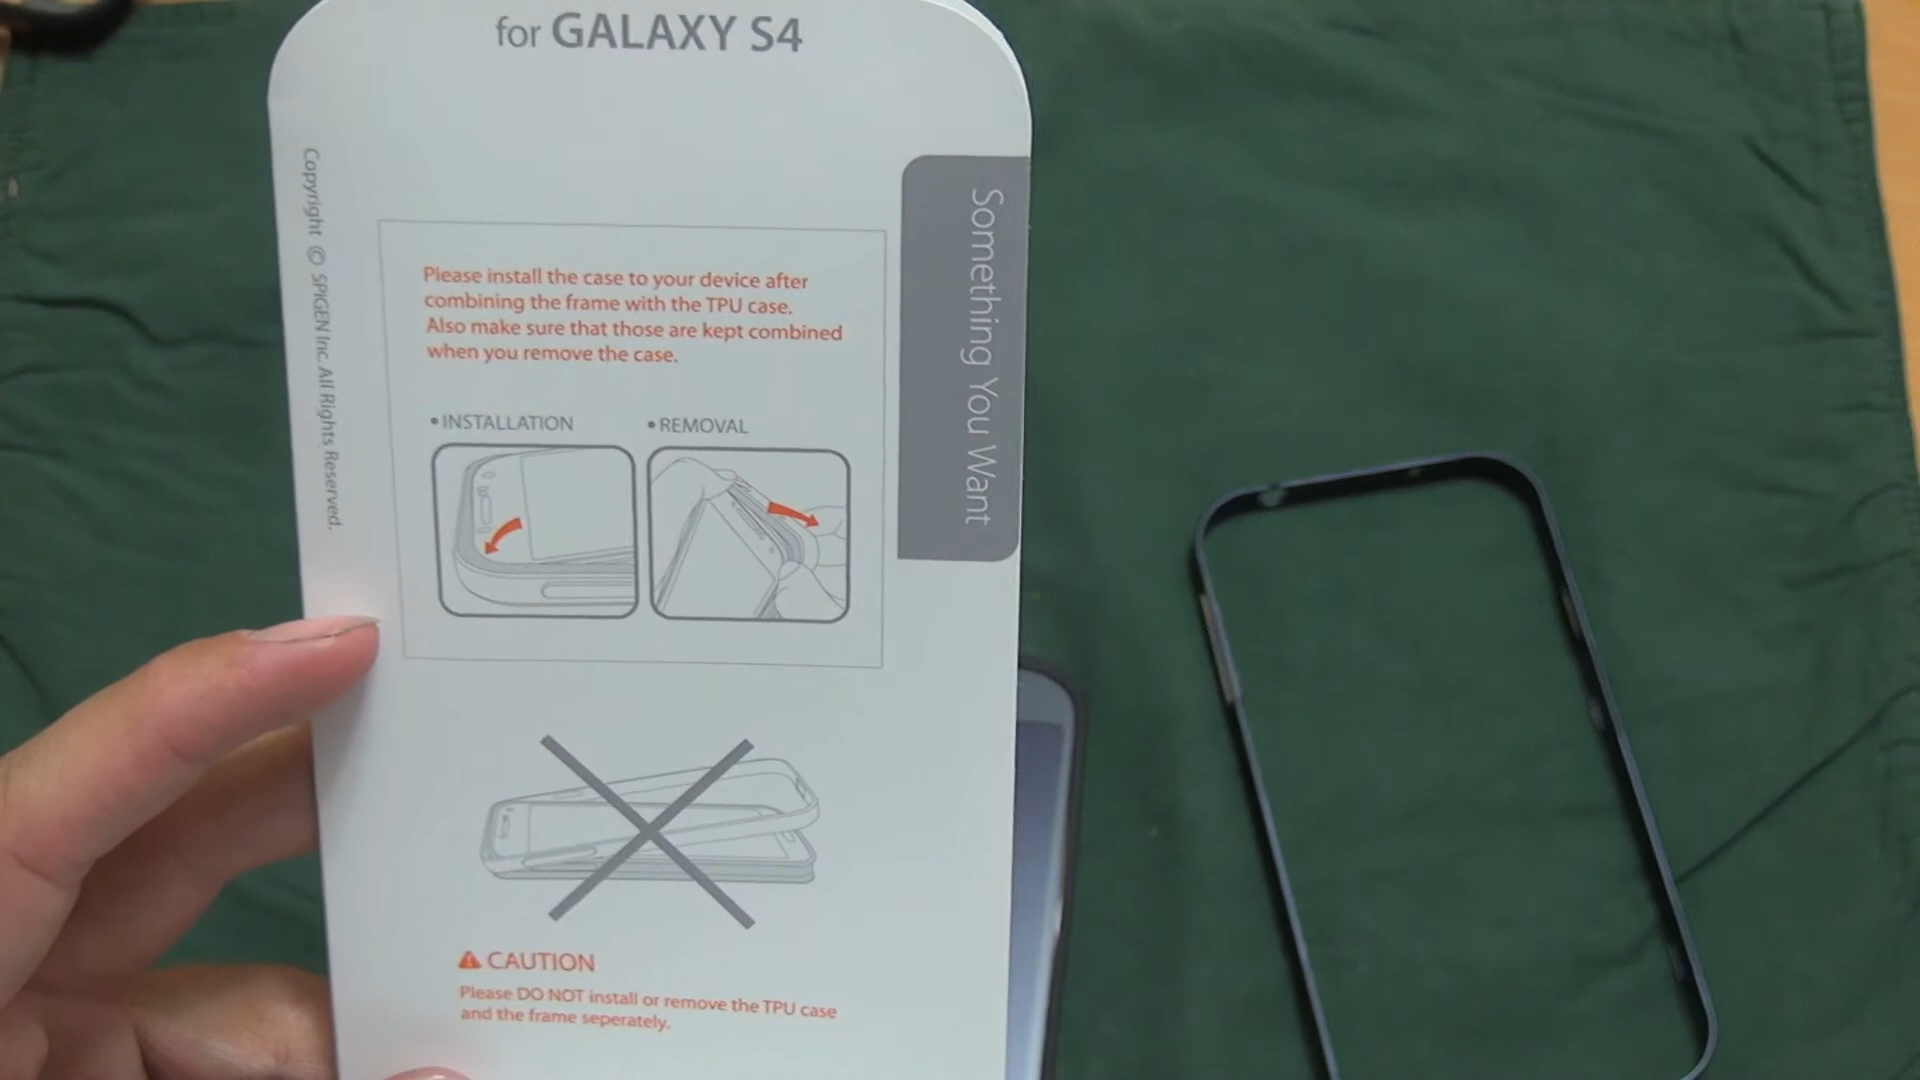 for GALAXY S4
Copyright © SPIGEN Inc. All Rights Reserved.
Something You Want
Please install the case to your device after
combining the frame with the TPU case.
Also make sure that those are kept combined
when you remove the case.
• INSTALLATION
• REMOVAL
CAUTION
Please DO NOT install or remove the TPU case
and the frame seperately.